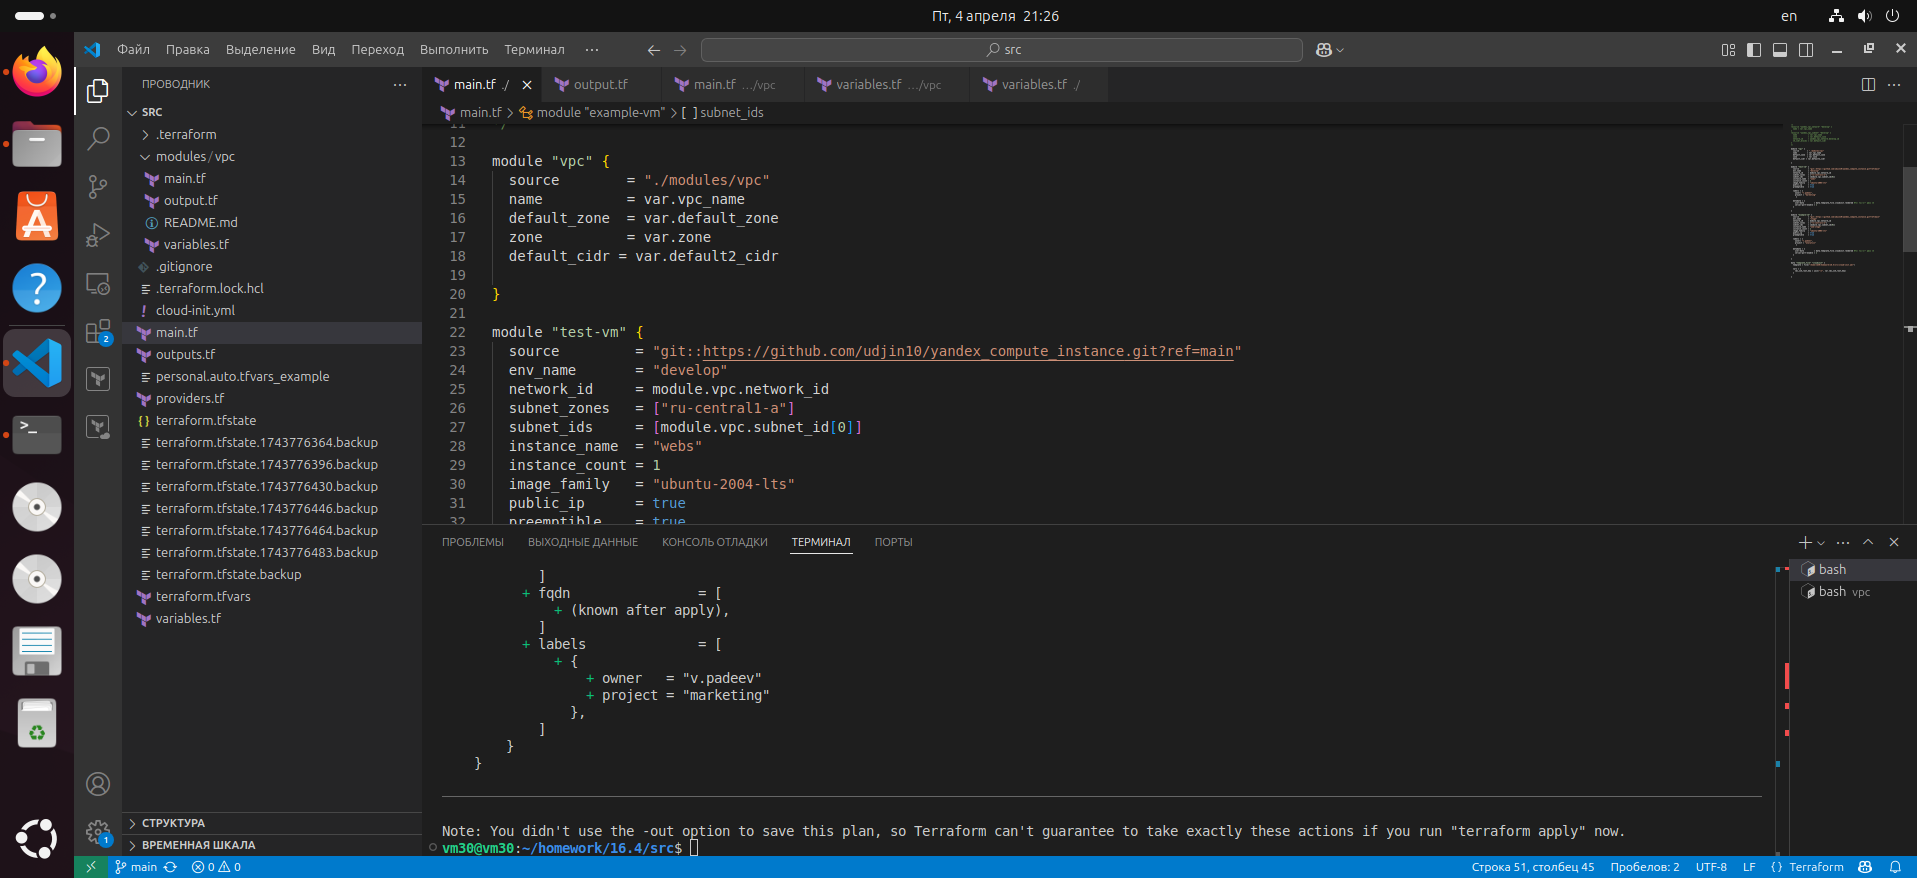 Пт, 4 апреля 21:26
en
Файл Правка Выделение Вид Переход Выполнить Терминал ···
src
ПРОВОДНИК
SRC
.terraform
modules/vpc
main.tf
output.tf
README.md
variables.tf
.gitignore
.terraform.lock.hcl
cloud-init.yml
main.tf
outputs.tf
personal.auto.tfvars_example
providers.tf
terraform.tfstate
terraform.tfstate.1743776364.backup
terraform.tfstate.1743776396.backup
terraform.tfstate.1743776430.backup
terraform.tfstate.1743776446.backup
terraform.tfstate.1743776464.backup
terraform.tfstate.1743776483.backup
terraform.tfstate.backup
terraform.tfvars
variables.tf
СТРУКТУРА
ВРЕМЕННАЯ ШКАЛА
2
1
main.tf ./ output.tf main.tf .../vpc variables.tf .../vpc variables.tf ./
main.tf > module "example-vm" > [ ] subnet_ids
12
13 module "vpc" {
14 source = "./modules/vpc"
15 name = var.vpc_name
16 default_zone = var.default_zone
17 zone = var.zone
18 default_cidr = var.default2_cidr
19
20 }
21
22 module "test-vm" {
23 source = "git::https://github.com/udjin10/yandex_compute_instance.git?ref=main"
24 env_name = "develop"
25 network_id = module.vpc.network_id
26 subnet_zones = ["ru-central1-a"]
27 subnet_ids = [module.vpc.subnet_id[0]]
28 instance_name = "webs"
29 instance_count = 1
30 image_family = "ubuntu-2004-lts"
31 public_ip = true
32 preemptible = true
ПРОБЛЕМЫ ВЫХОДНЫЕ ДАННЫЕ КОНСОЛЬ ОТЛАДКИ ТЕРМИНАЛ ПОРТЫ
bash
bash vpc
]
+ fqdn = [
+ (known after apply),
]
+ labels = [
+ {
+ owner = "v.padeev"
+ project = "marketing"
},
]
}
}
Note: You didn't use the -out option to save this plan, so Terraform can't guarantee to take exactly these actions if you run "terraform apply" now.
vm30@vm30:~/homework/16.4/src$
main 0 0 Строка 51, столбец 45 Пробелов: 2 UTF-8 LF {} Terraform